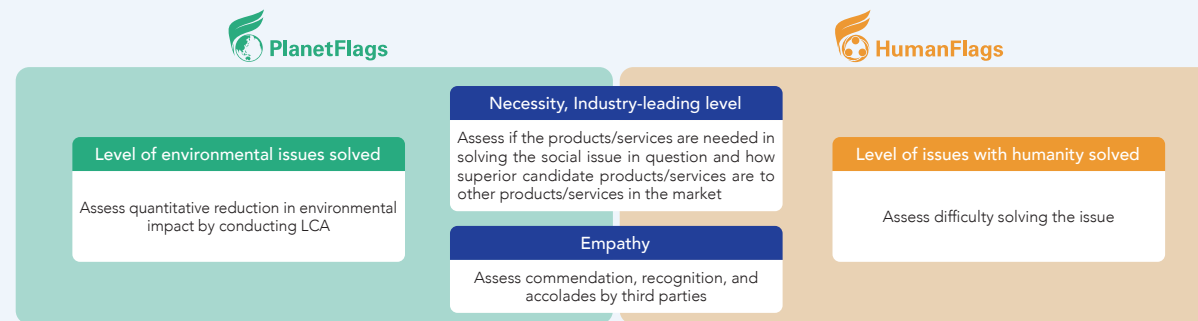 PlanetFlags
HumanFlags
Level of environmental issues solved
Assess quantitative reduction in environmental
impact by conducting LCA
Necessity, Industry-leading level
Assess if the products/services are needed in
solving the social issue in question and how
superior candidate products/services are to
other products/services in the market
Empathy
Assess commendation, recognition, and
accolades by third parties
Level of issues with humanity solved
Assess difficulty solving the issue